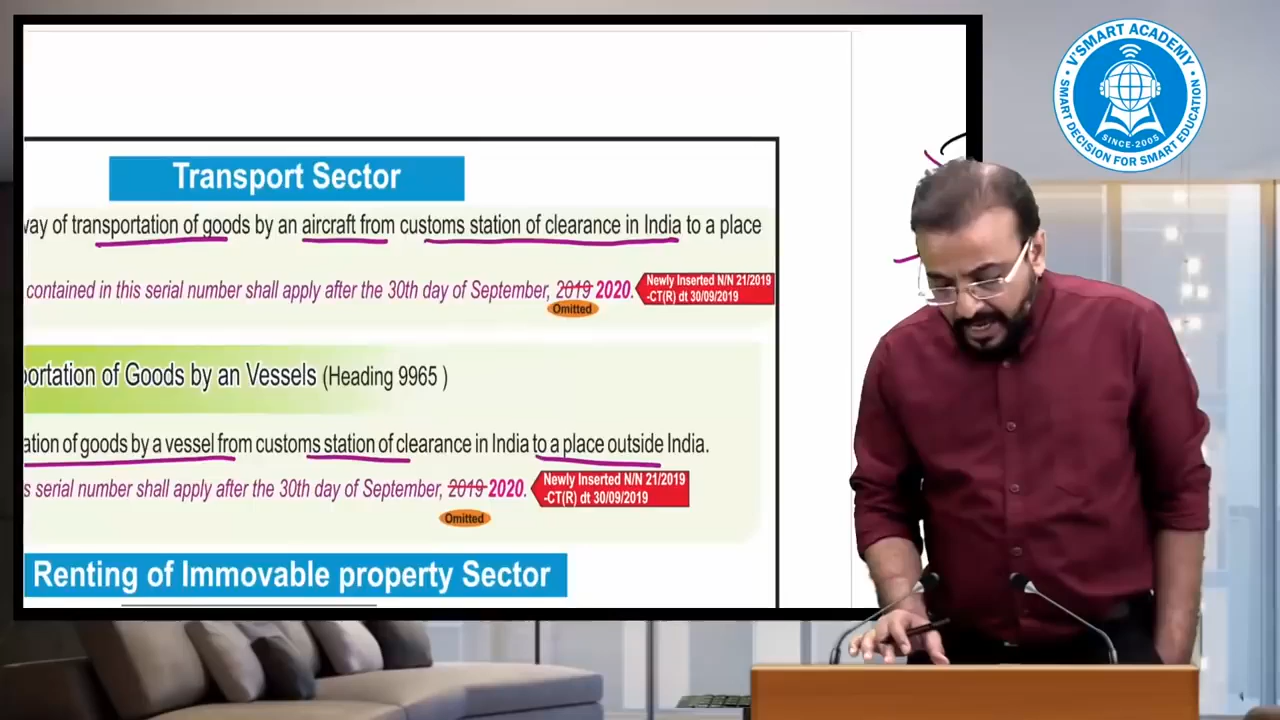 Transport Sector
way of transportation of goods by an aircraft from customs station of clearance in India to a place
contained in this serial number shall apply after the 30th day of September, 2019 2020.
Omitted
Newly Inserted N/N 21/2019
-CT(R) dt 30/09/2019
portation of Goods by an Vessels (Heading 9965 )
ation of goods by a vessel from customs station of clearance in India to a place outside India.
s serial number shall apply after the 30th day of September, 2019 2020.
Omitted
Newly Inserted N/N 21/2019
-CT(R) dt 30/09/2019
Renting of Immovable property Sector
V'SMART ACADEMY
SINCE-2005
SMART DECISION FOR SMART EDUCATION